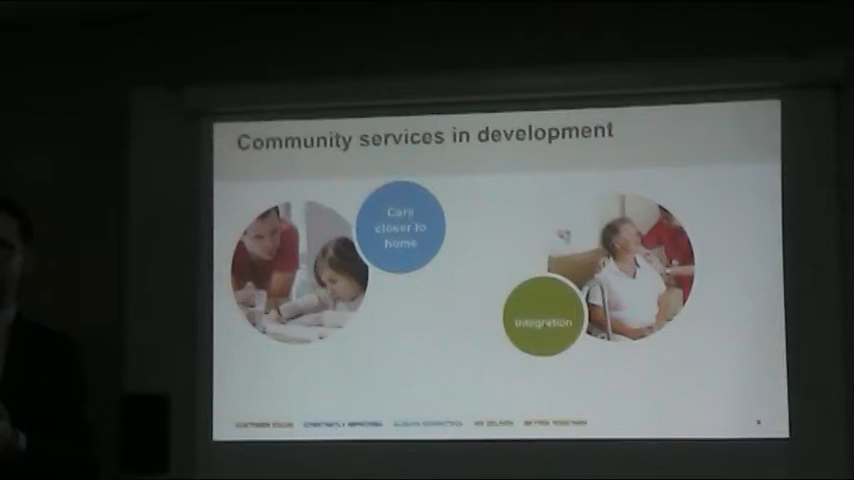 Community services in development
Care
closer to
home
Integration